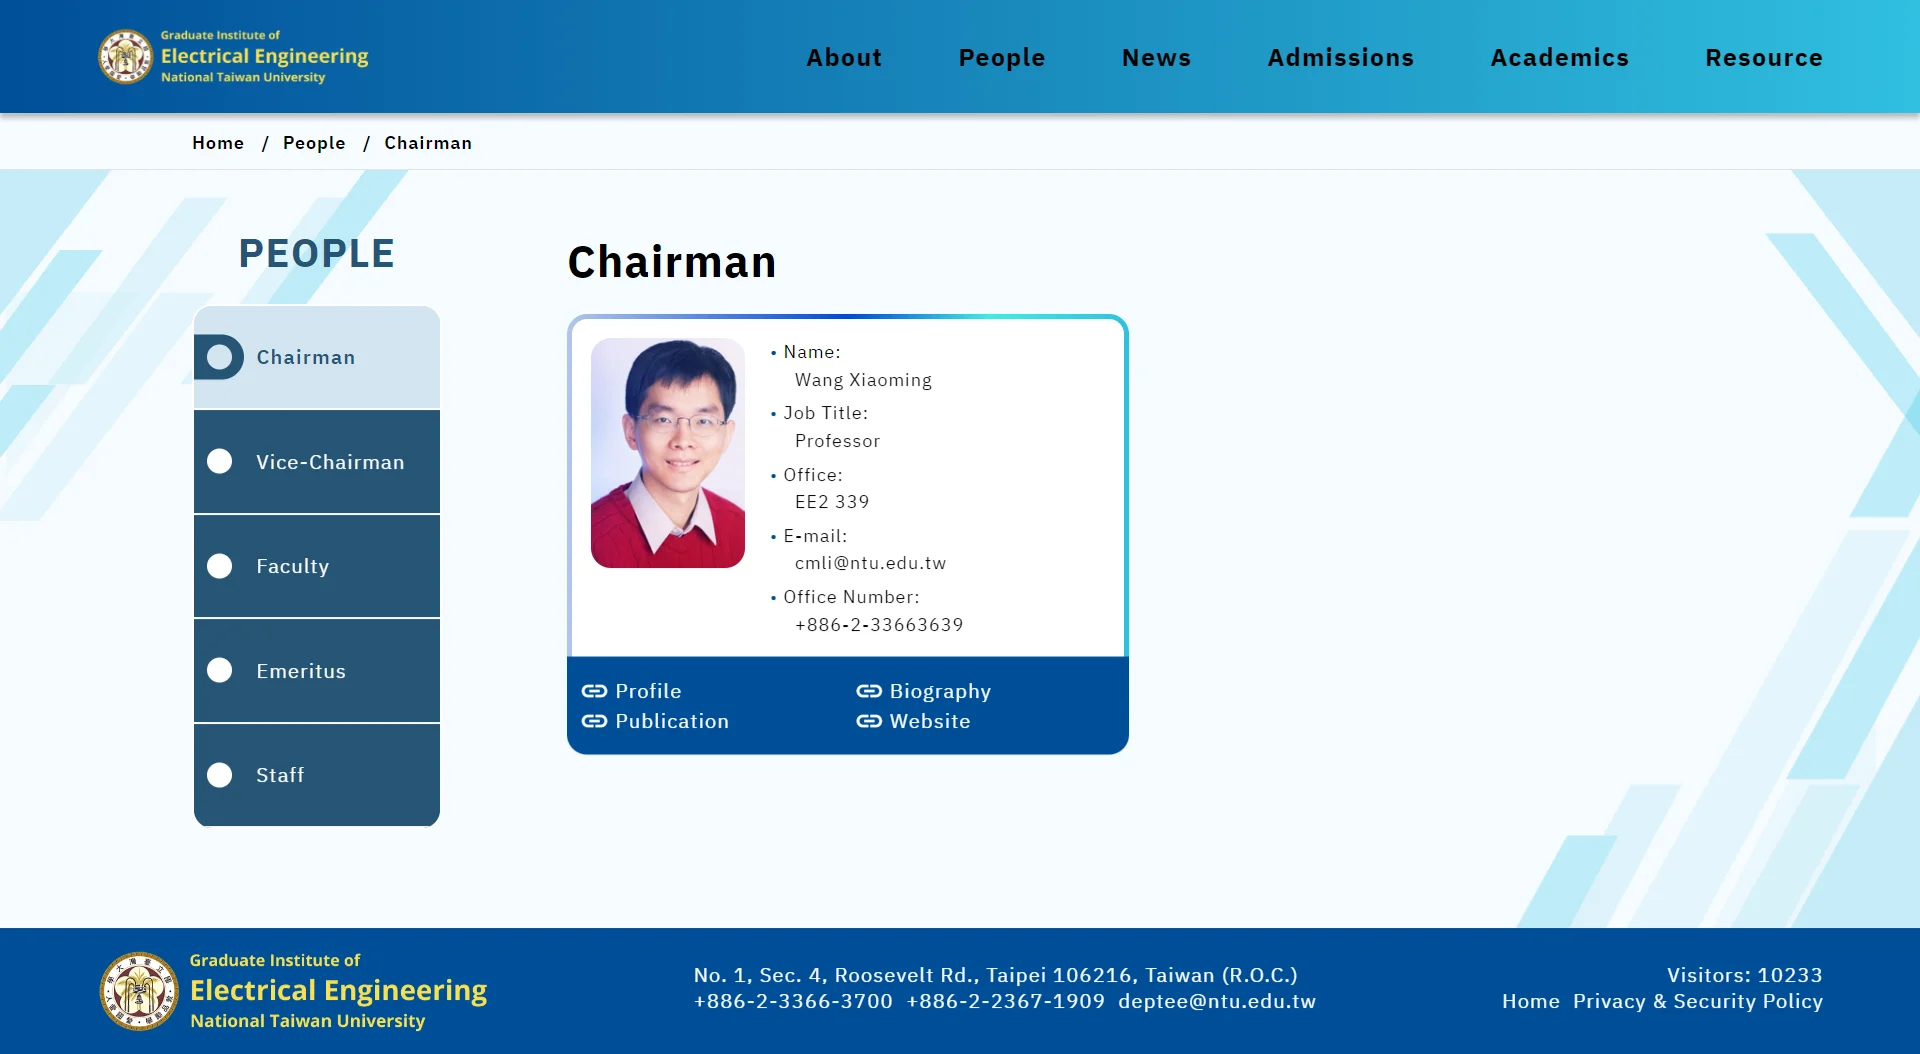 Graduate Institute of
Electrical Engineering
National Taiwan University
About People News Admissions Academics Resource
Home / People / Chairman
PEOPLE
Chairman
Vice-Chairman
Faculty
Emeritus
Staff
Chairman
• Name:
Wang Xiaoming
• Job Title:
Professor
• Office:
EE2 339
• E-mail:
cmli@ntu.edu.tw
• Office Number:
+886-2-33663639
Profile Biography
Publication Website
Graduate Institute of
Electrical Engineering
National Taiwan University
No. 1, Sec. 4, Roosevelt Rd., Taipei 106216, Taiwan (R.O.C.)
+886-2-3366-3700 +886-2-2367-1909 deptee@ntu.edu.tw
Visitors: 10233
Home Privacy & Security Policy